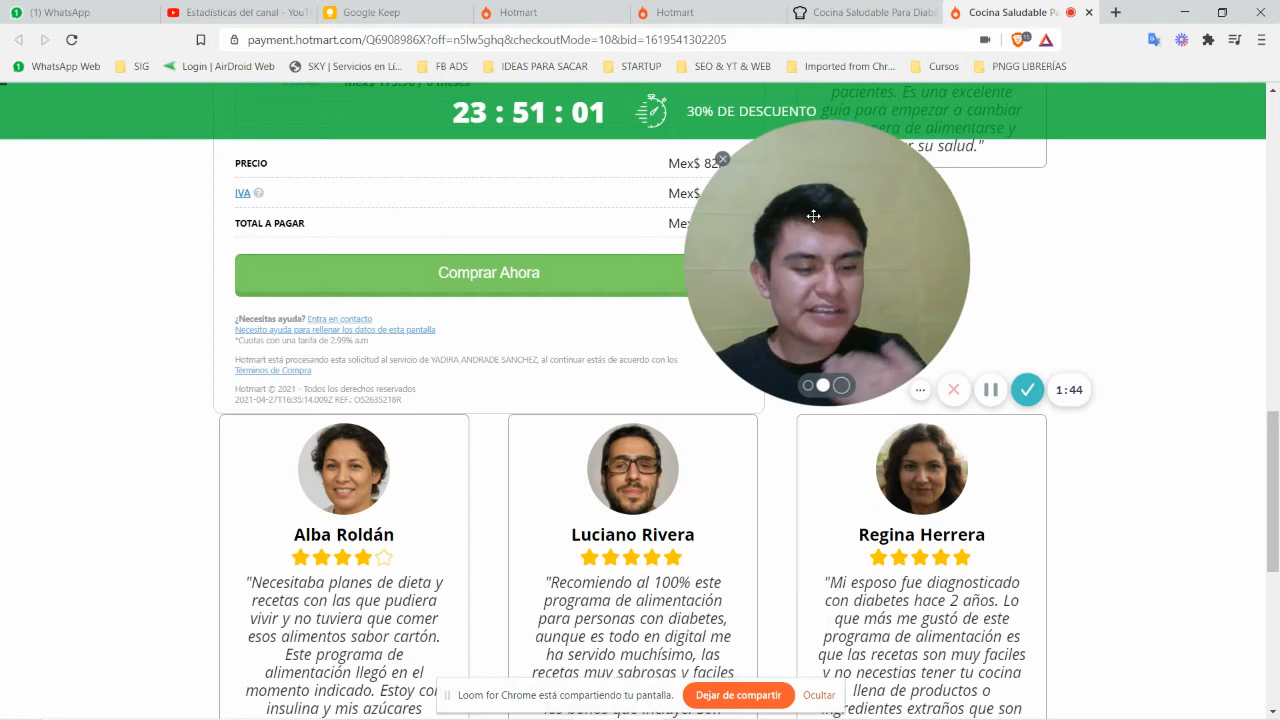 (1) WhatsApp
Estadísticas del canal - YouT
Google Keep
Hotmart
Hotmart
Cocina Saludable Para Diab
Cocina Saludable Pa
payment.hotmart.com/Q6908986X?off=n5lw5ghq&checkoutMode=10&bid=1619541302205
15
WhatsApp Web
SIG
Login | AirDroid Web
SKY | Servicios en Lí...
FB ADS
IDEAS PARA SACAR
STARTUP
SEO & YT & WEB
Imported from Chr...
Cursos
PNGG LIBRERÍAS
23 : 51 : 01
30% DE DESCUENTO
pacientes. Es una excelente
guía para empezar a cambiar
de alimentarse y
su salud."
PRECIO
Mex$ 82
IVA ?
Mex$
TOTAL A PAGAR
Comprar Ahora
¿Necesitas ayuda? Entra en contacto
Necesito ayuda para rellenar los datos de esta pantalla
*Cuotas con una tarifa de 2.99% a.m
Hotmart está procesando esta solicitud al servicio de YADIRA ANDRADE SANCHEZ, al continuar estás de acuerdo con los
Términos de Compra
Hotmart © 2021 - Todos los derechos reservados
2021-04-27T16:35:14.009Z REF.: O52635218R
1:44
Alba Roldán
"Necesitaba planes de dieta y
recetas con las que pudiera
vivir y no tuviera que comer
esos alimentos sabor cartón.
Este programa de
alimentación llegó en el
momento indicado. Estoy con
insulina y mis azúcares
Luciano Rivera
"Recomiendo al 100% este
programa de alimentación
para personas con diabetes,
aunque es todo en digital me
ha servido muchísimo, las
recetas muy sabrosas y faciles
Regina Herrera
"Mi esposo fue diagnosticado
con diabetes hace 2 años. Lo
que más me gustó de este
programa de alimentación es
que las recetas son muy faciles
y no necestias tener tu cocina
llena de productos o
ingredientes extraños que son
Loom for Chrome está compartiendo tu pantalla.
Dejar de compartir
Ocultar